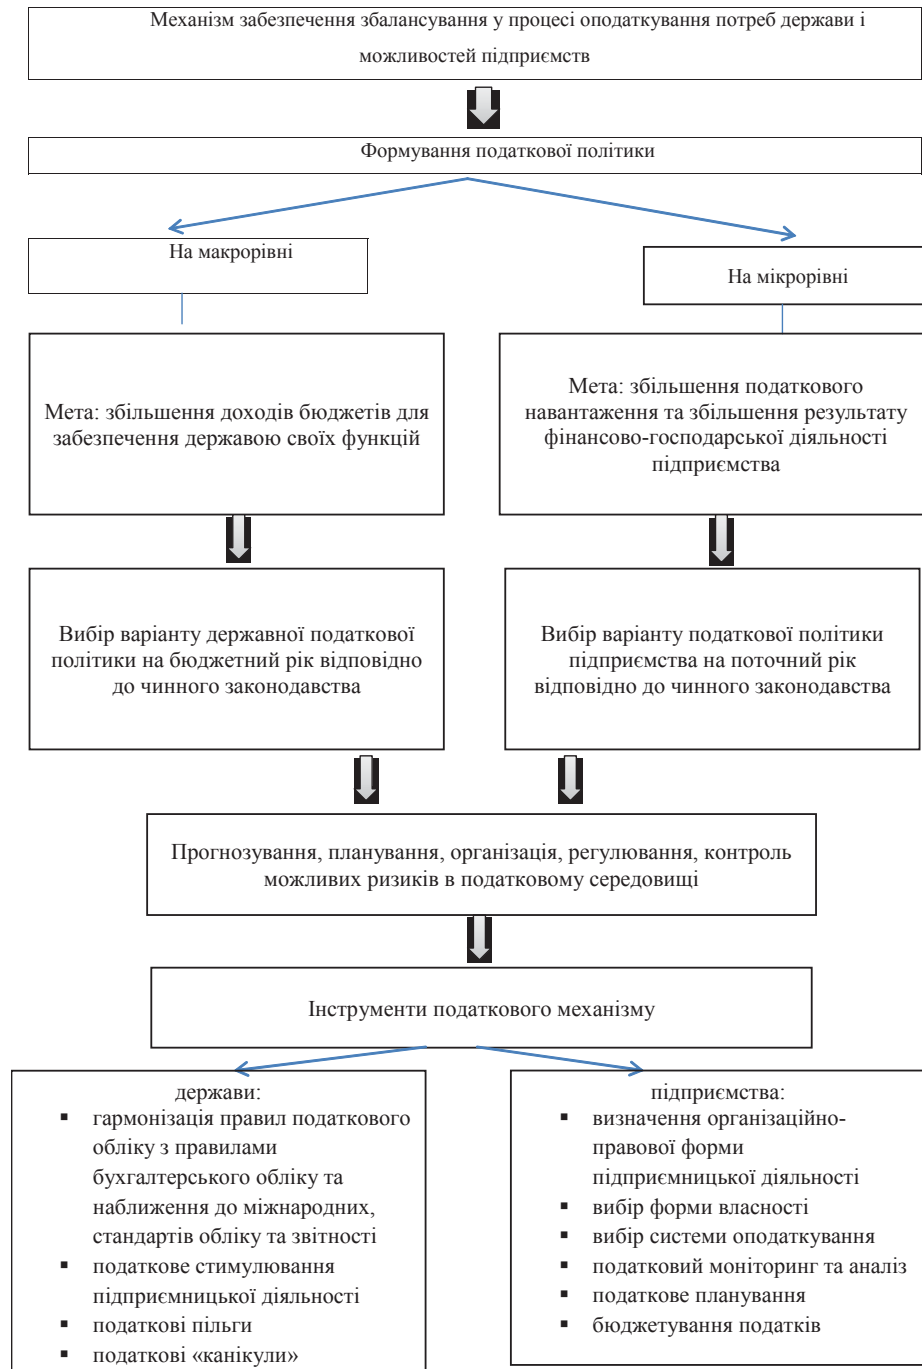 Механізм забезпечення збалансування у процесі оподаткування потреб держави і
можливостей підприємств
Формування податкової політики
На макрорівні
На мікрорівні
Мета: збільшення доходів бюджетів для
забезпечення державою своїх функцій
Мета: збільшення податкового
навантаження та збільшення результату
фінансово-господарської діяльності
підприємства
Вибір варіанту державної податкової
політики на бюджетний рік відповідно
до чинного законодавства
Вибір варіанту податкової політики
підприємства на поточний рік
відповідно до чинного законодавства
Прогнозування, планування, організація, регулювання, контроль
можливих ризиків в податковому середовищі
Інструменти податкового механізму
держави:
▪ гармонізація правил податкового
обліку з правилами
бухгалтерського обліку та
наближення до міжнародних,
стандартів обліку та звітності
▪ податкове стимулювання
підприємницької діяльності
▪ податкові пільги
▪ податкові «канікули»
підприємства:
▪ визначення організаційно-
правової форми
підприємницької діяльності
▪ вибір форми власності
▪ вибір системи оподаткування
▪ податковий моніторинг та аналіз
▪ податкове планування
▪ бюджетування податків